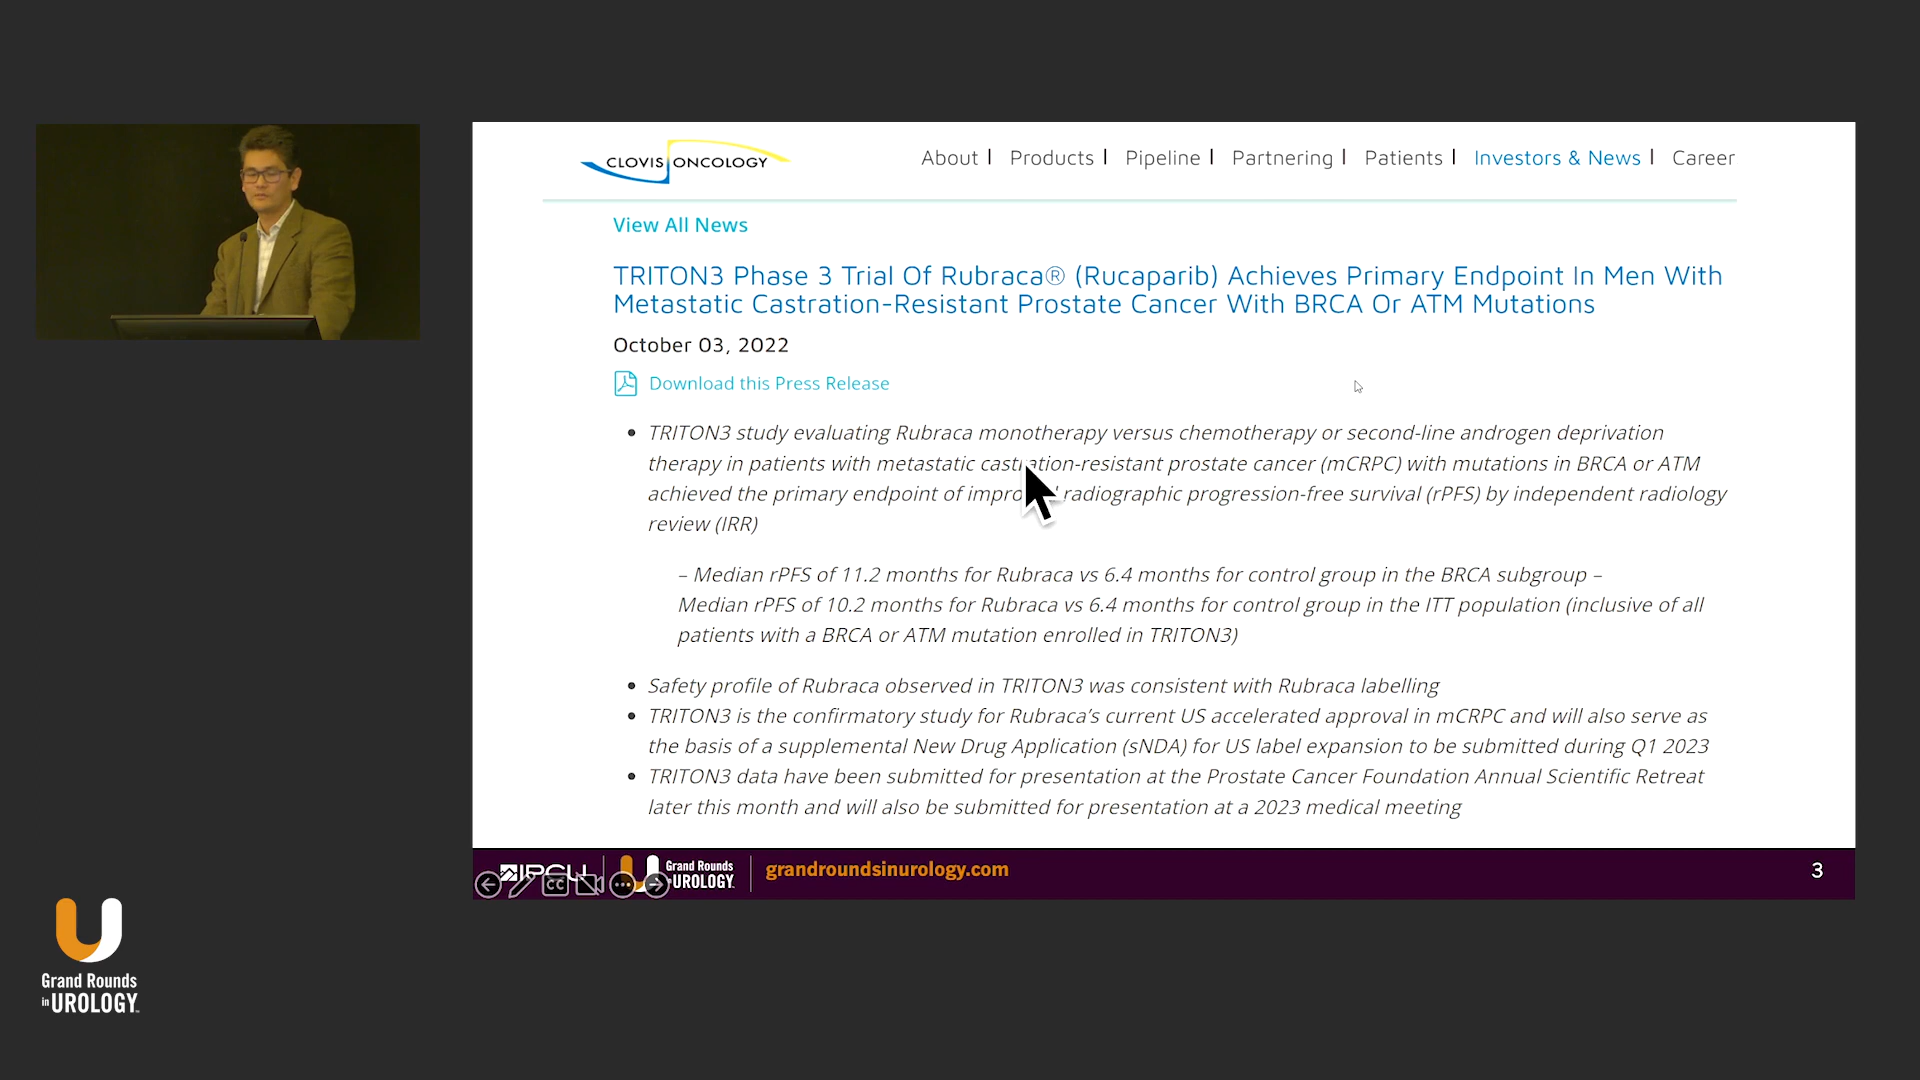 CLOVIS ONCOLOGY
About | Products | Pipeline | Partnering | Patients | Investors & News | Career
View All News
TRITON3 Phase 3 Trial Of Rubraca® (Rucaparib) Achieves Primary Endpoint In Men With
Metastatic Castration-Resistant Prostate Cancer With BRCA Or ATM Mutations
October 03, 2022
Download this Press Release
• TRITON3 study evaluating Rubraca monotherapy versus chemotherapy or second-line androgen deprivation
therapy in patients with metastatic castration-resistant prostate cancer (mCRPC) with mutations in BRCA or ATM
achieved the primary endpoint of radiographic progression-free survival (rPFS) by independent radiology
review (IRR)
– Median rPFS of 11.2 months for Rubraca vs 6.4 months for control group in the BRCA subgroup –
Median rPFS of 10.2 months for Rubraca vs 6.4 months for control group in the ITT population (inclusive of all
patients with a BRCA or ATM mutation enrolled in TRITON3)
• Safety profile of Rubraca observed in TRITON3 was consistent with Rubraca labelling
• TRITON3 is the confirmatory study for Rubraca's current US accelerated approval in mCRPC and will also serve as
the basis of a supplemental New Drug Application (sNDA) for US label expansion to be submitted during Q1 2023
• TRITON3 data have been submitted for presentation at the Prostate Cancer Foundation Annual Scientific Retreat
later this month and will also be submitted for presentation at a 2023 medical meeting
CC
Grand Rounds
in UROLOGY
grandroundsinurology.com
3
Grand Rounds
in UROLOGY